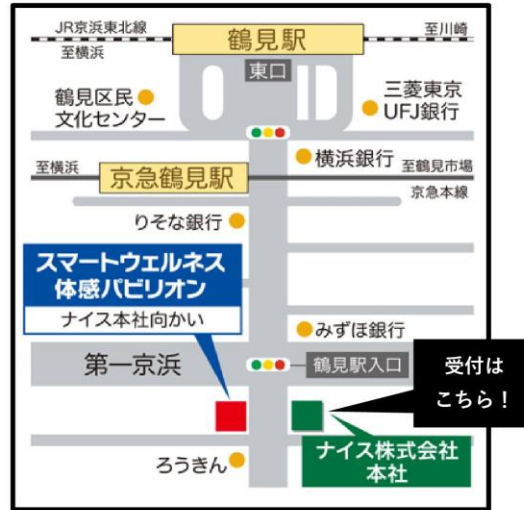 JR京浜東北線
至横浜
鶴見駅
至川崎
東口
鶴見区民
文化センター
三菱東京
UFJ銀行
横浜銀行
至横浜
京急鶴見駅
至鶴見市場
京急本線
りそな銀行
スマートウェルネス
体感パビリオン
ナイス本社向かい
みずほ銀行
第一京浜
鶴見駅入口
受付は
こちら！
ナイス株式会社
本社
ろうきん